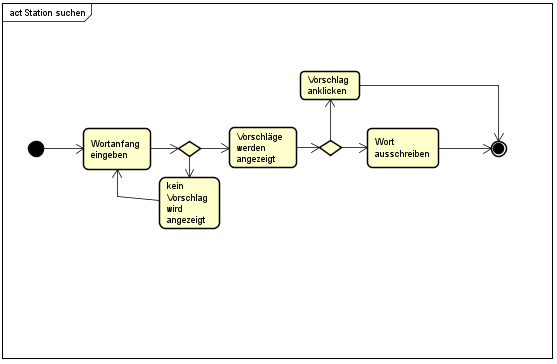 act Station suchen
Vorschlag
anklicken
Wortanfang
eingeben
Vorschläge
werden
angezeigt
Wort
ausschreiben
kein
Vorschlag
wird
angezeigt